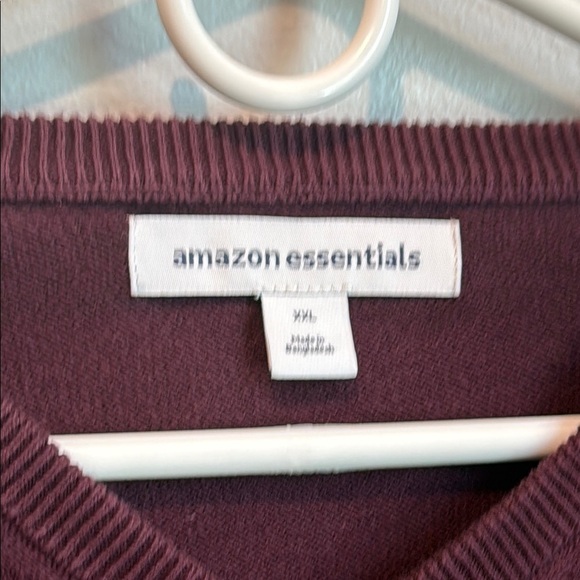 amazon essentials
XXL
Made in
Bangladesh